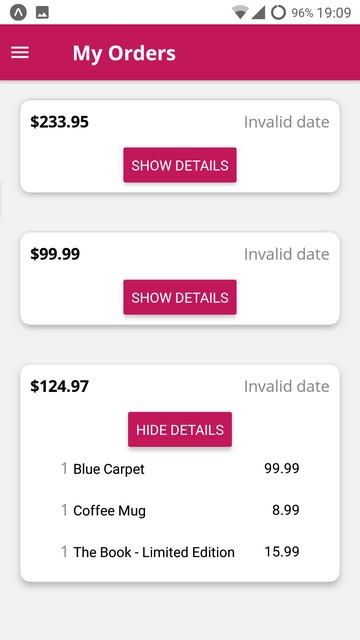 96% 19:09
My Orders
$233.95 Invalid date
SHOW DETAILS
$99.99 Invalid date
SHOW DETAILS
$124.97 Invalid date
HIDE DETAILS
1 Blue Carpet 99.99
1 Coffee Mug 8.99
1 The Book - Limited Edition 15.99